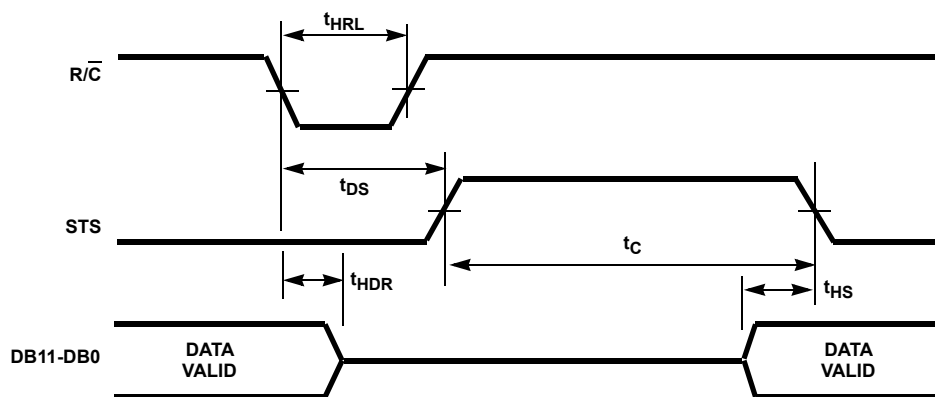 tHRL
R/C̅
tDS
STS
tC
tHDR
tHS
DB11-DB0
DATA
VALID
DATA
VALID